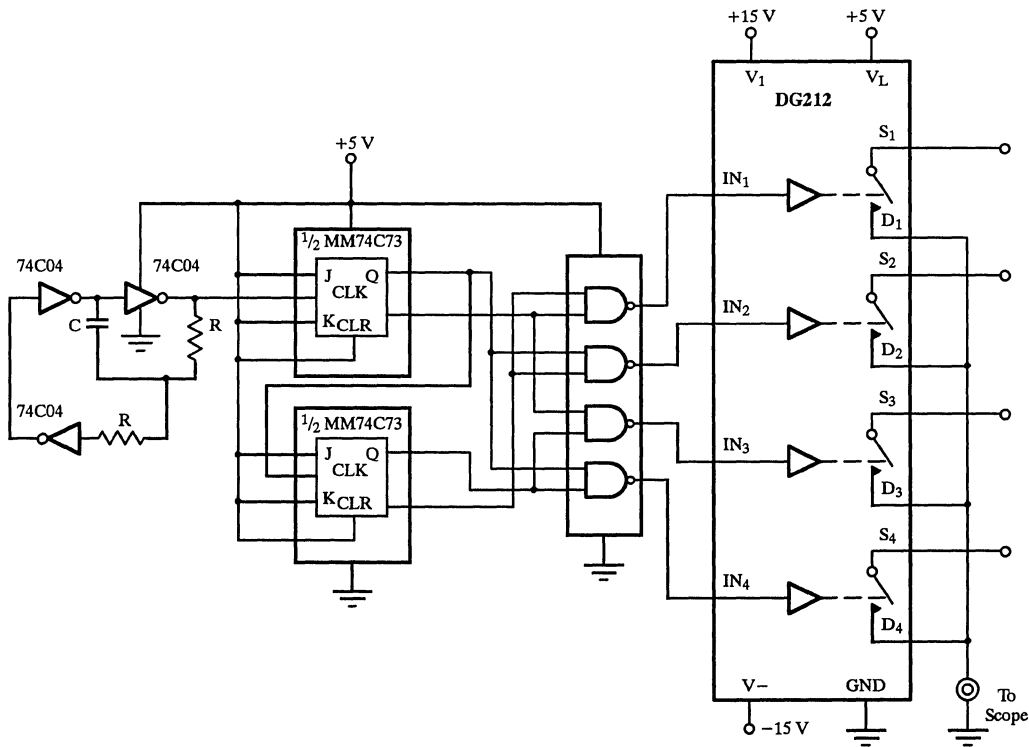 +15 V
+5 V
V1
VL
DG212
+5 V
S1
IN1
D1
1/2 MM74C73
J
Q
CLK
K
CLR
74C04
74C04
C
R
S2
IN2
D2
74C04
R
1/2 MM74C73
J
Q
CLK
K
CLR
S3
IN3
D3
S4
IN4
D4
V−
GND
−15 V
To
Scope